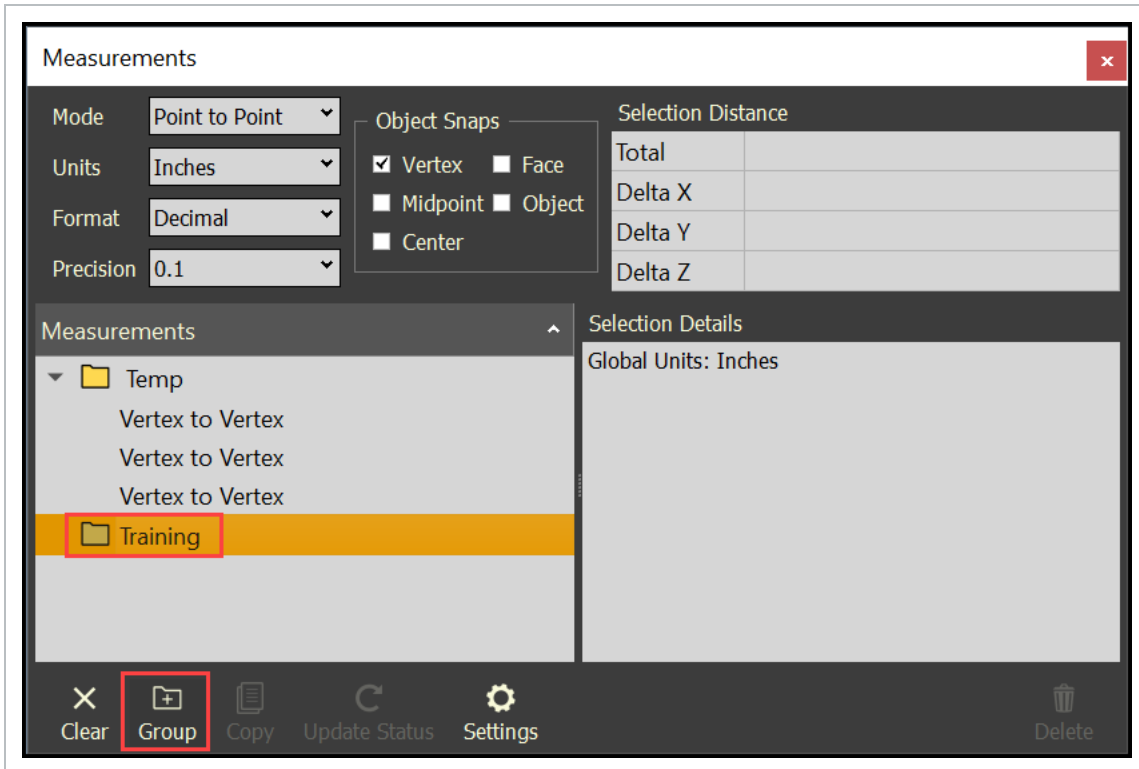 Measurements
x
Mode Point to Point
Units Inches
Format Decimal
Precision 0.1
Object Snaps
Vertex Face
Midpoint Object
Center
Selection Distance
Total
Delta X
Delta Y
Delta Z
Measurements
Temp
Vertex to Vertex
Vertex to Vertex
Vertex to Vertex
Training
Selection Details
Global Units: Inches
Clear Group Copy Update Status Settings Delete